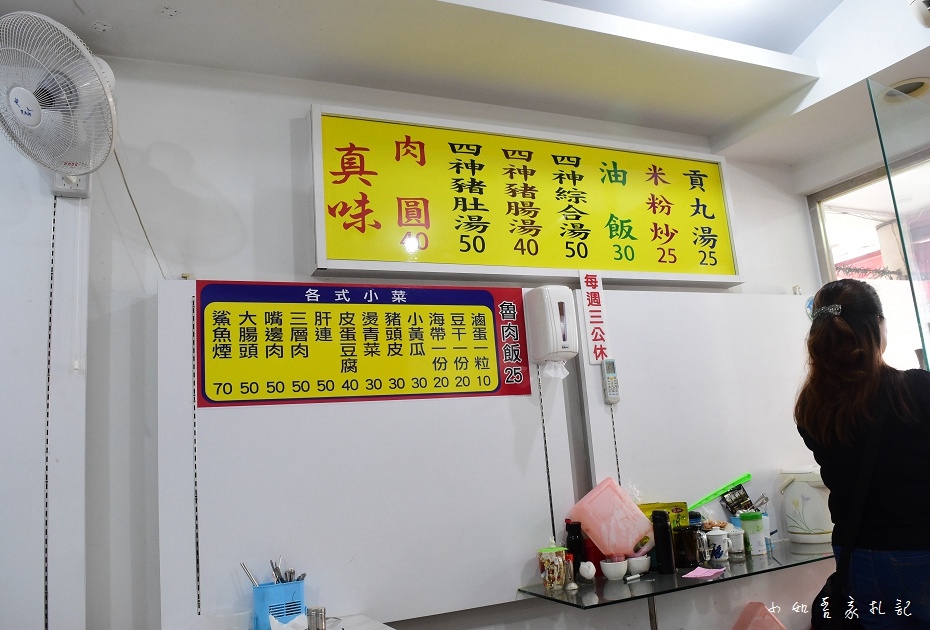 真味
肉圓 40
四神豬肚湯 50
四神豬腸湯 40
四神綜合湯 50
油飯 30
米粉炒 25
貢丸湯 25
各式小菜
鯊魚煙 70
大腸頭 50
嘴邊肉 50
三層肉 50
肝連 50
皮蛋豆腐 40
燙青菜 30
豬頭皮 30
小黃瓜 30
海帶一份 20
豆干一份 20
滷蛋一粒 10
魯肉飯 25
每週三公休
小如吾家札記